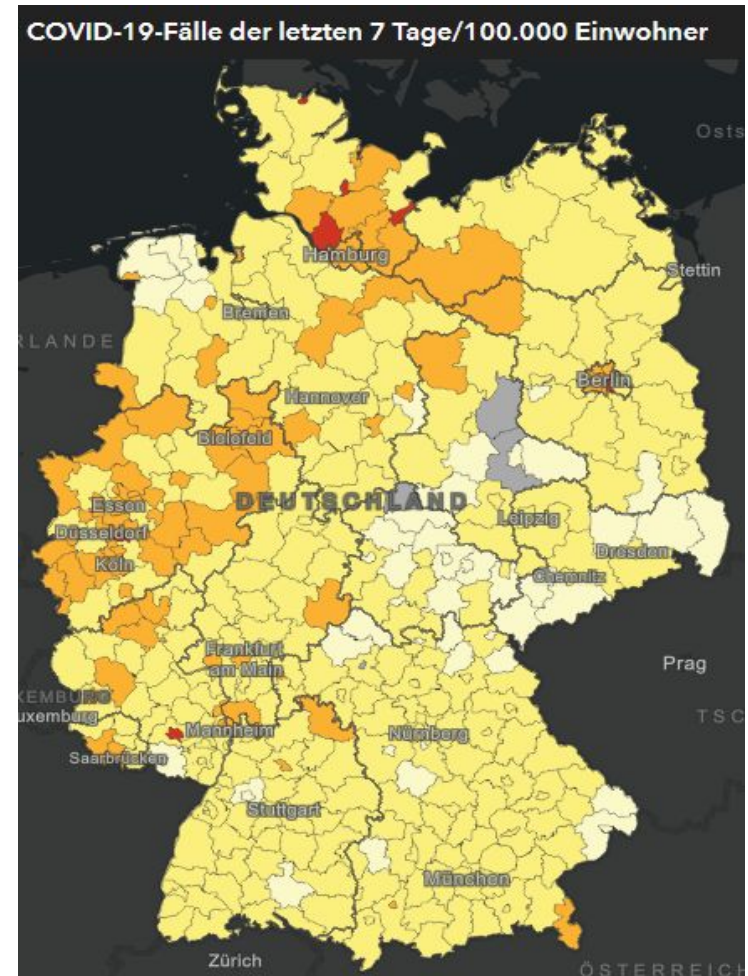 COVID-19-Fälle der letzten 7 Tage/100.000 Einwohner
Osts
Hamburg
Stettin
Bremen
RLANDE
Berlin
Hannover
Bielefeld
Essen
DEUTSCHLAND
Leipzig
Düsseldorf
Dresden
Köln
Chemnitz
Frankfurt
am Main
Prag
XEMBURG
uxemburg
TSC
Mannheim
Nürnberg
Saarbrücken
Stuttgart
München
Zürich
ÖSTERREICH